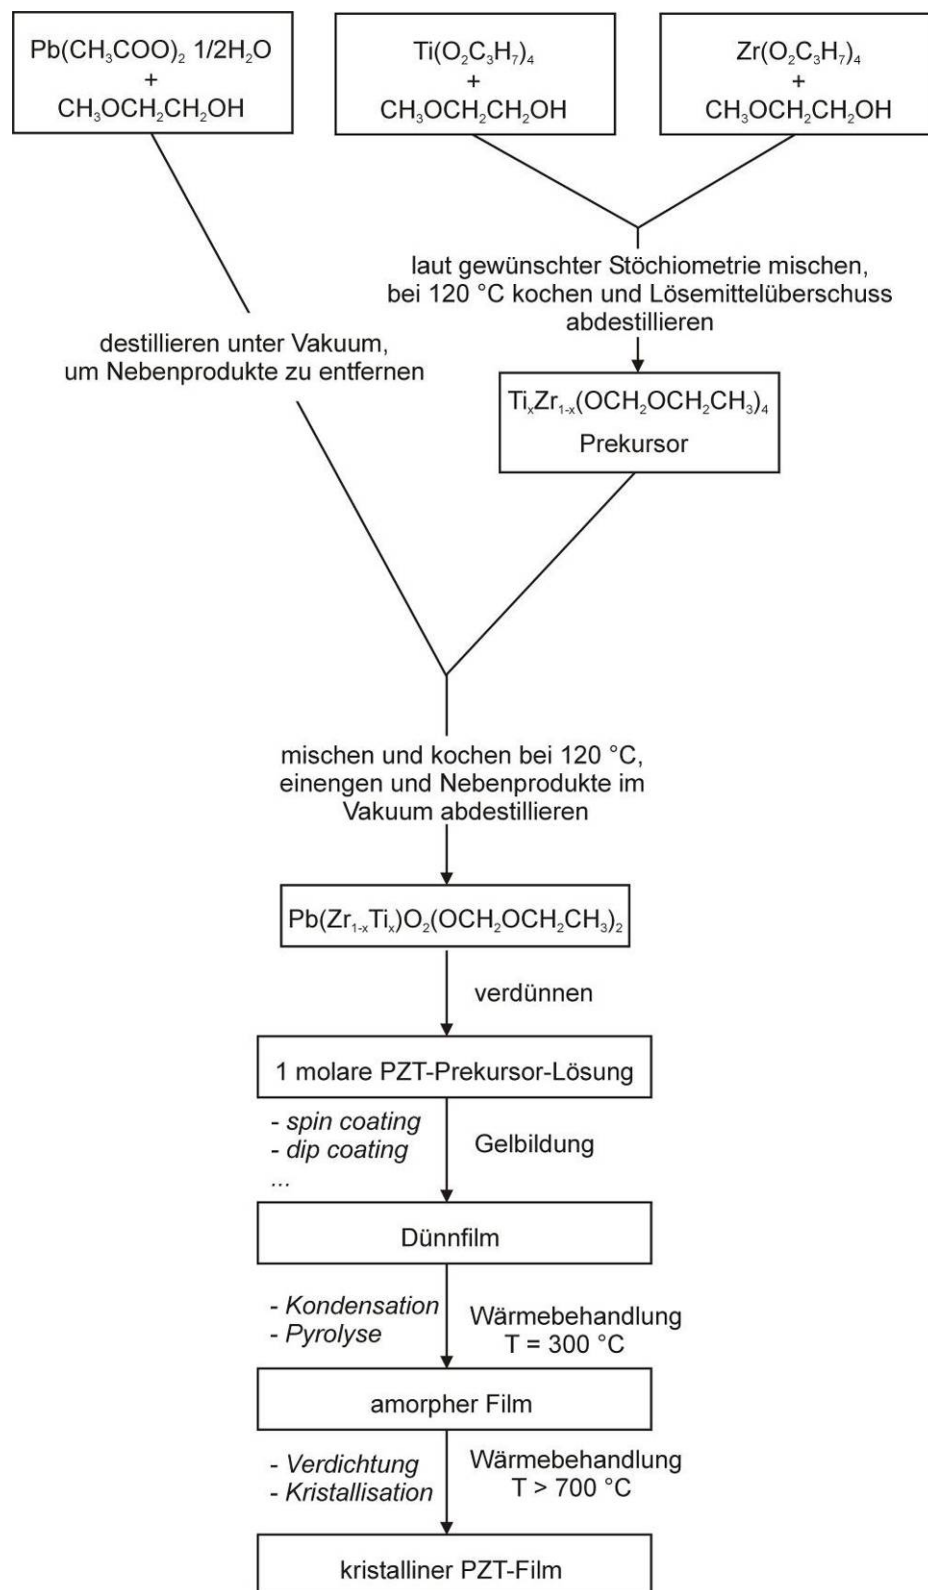 Pb(CH₃COO)₂ 1/2H₂O
+
CH₃OCH₂CH₂OH
Ti(O₂C₃H₇)₄
+
CH₃OCH₂CH₂OH
Zr(O₂C₃H₇)₄
+
CH₃OCH₂CH₂OH
laut gewünschter Stöchiometrie mischen,
bei 120 °C kochen und Lösemittelüberschuss
abdestillieren
destillieren unter Vakuum,
um Nebenprodukte zu entfernen
TiₓZr₁₋ₓ(OCH₂OCH₂CH₃)₄
Prekursor
mischen und kochen bei 120 °C,
einengen und Nebenprodukte im
Vakuum abdestillieren
Pb(Zr₁₋ₓTiₓ)O₂(OCH₂OCH₂CH₃)₂
verdünnen
1 molare PZT-Prekursor-Lösung
- spin coating
- dip coating
...
Gelbildung
Dünnfilm
- Kondensation
- Pyrolyse
Wärmebehandlung
T = 300 °C
amorpher Film
- Verdichtung
- Kristallisation
Wärmebehandlung
T > 700 °C
kristalliner PZT-Film